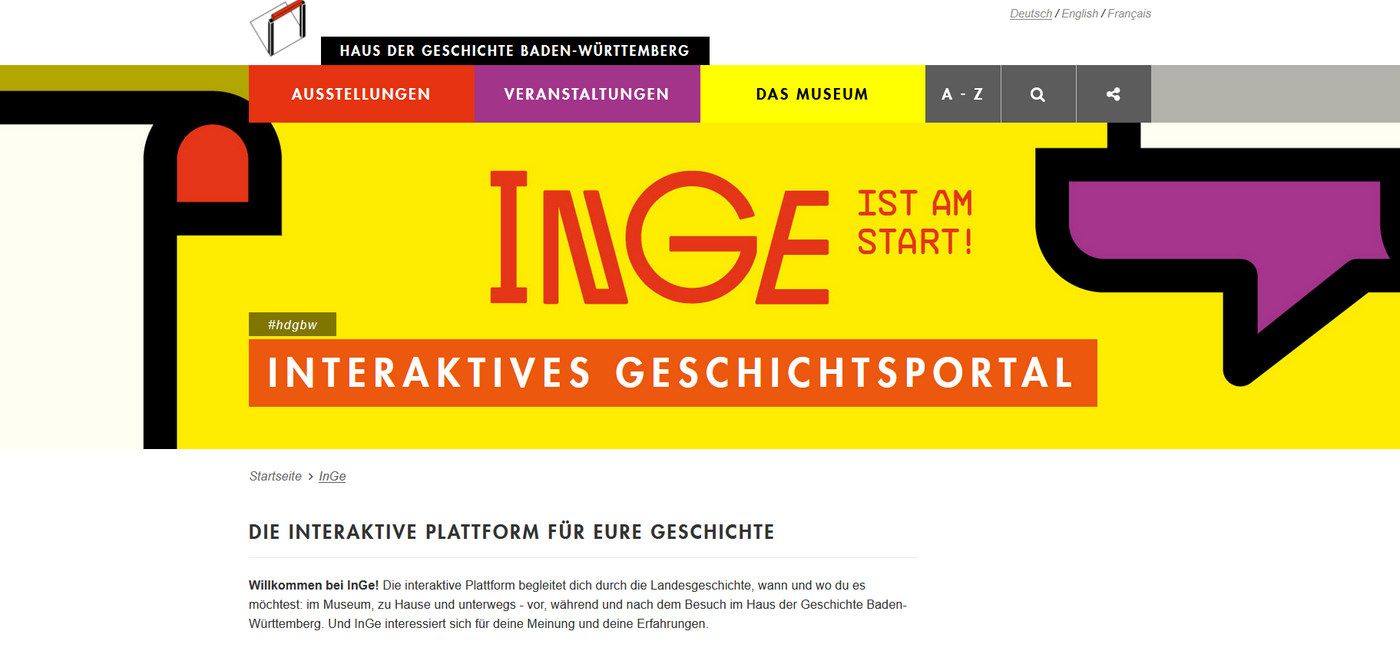 Deutsch / English / Français
HAUS DER GESCHICHTE BADEN-WÜRTTEMBERG
AUSSTELLUNGEN VERANSTALTUNGEN DAS MUSEUM A - Z
INGE IST AM
START!
#hdgbw
INTERAKTIVES GESCHICHTSPORTAL
Startseite > InGe
DIE INTERAKTIVE PLATTFORM FÜR EURE GESCHICHTE
Willkommen bei InGe! Die interaktive Plattform begleitet dich durch die Landesgeschichte, wann und wo du es
möchtest: im Museum, zu Hause und unterwegs - vor, während und nach dem Besuch im Haus der Geschichte Baden-
Württemberg. Und InGe interessiert sich für deine Meinung und deine Erfahrungen.